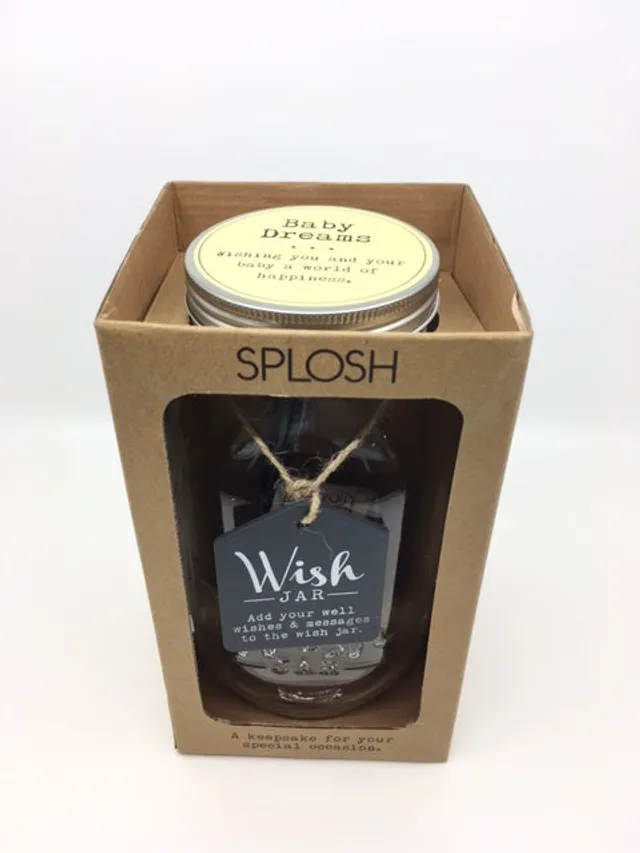 Baby
Dreams
• • •
Wishing you and your
baby a world of
happiness.
SPLOSH
Wish
JAR
Add your well
wishes & messages
to the wish jar.
A keepsake for your
special occasion.